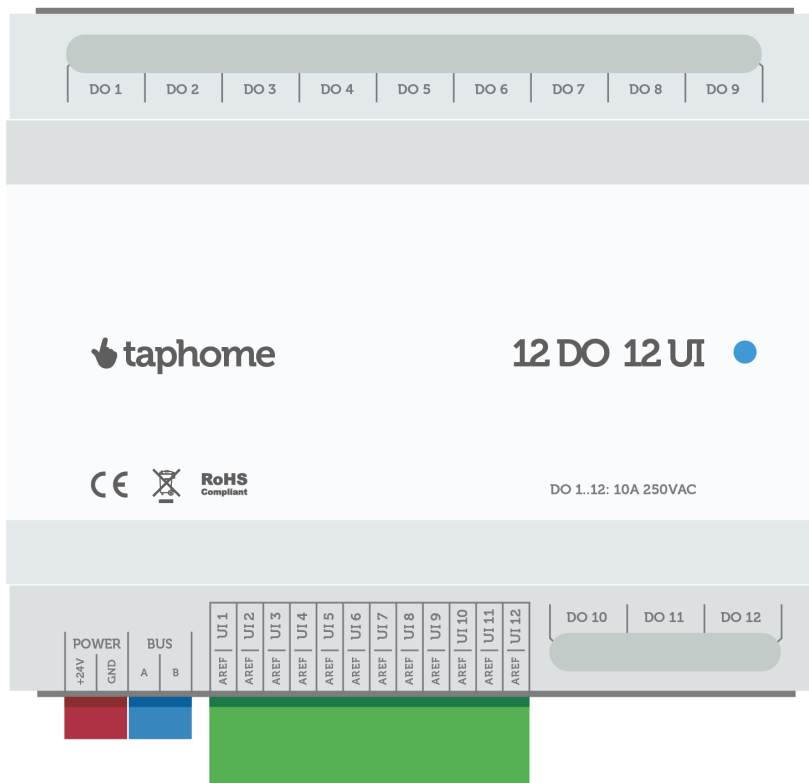 DO 1 DO 2 DO 3 DO 4 DO 5 DO 6 DO 7 DO 8 DO 9
taphome 12 DO 12 UI
CE RoHS
Compliant
DO 1..12: 10A 250VAC
UI 1 UI 2 UI 3 UI 4 UI 5 UI 6 UI 7 UI 8 UI 9 UI 10 UI 11 UI 12
DO 10 DO 11 DO 12
POWER BUS
+24V GND A B
AREF AREF AREF AREF AREF AREF AREF AREF AREF AREF AREF AREF